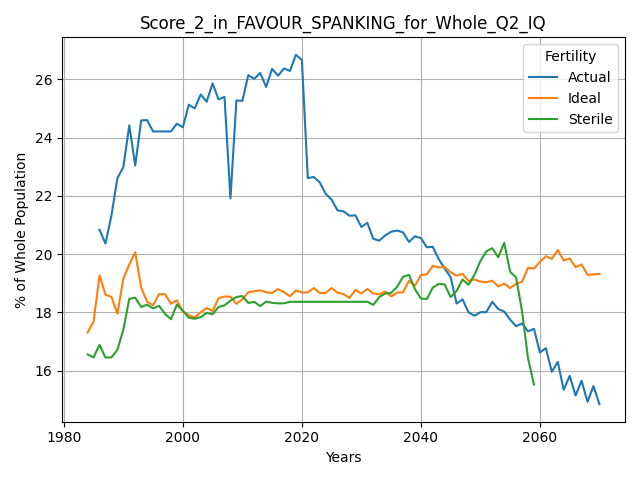 Score_2_in_FAVOUR_SPANKING_for_Whole_Q2_IQ
Fertility
Actual
Ideal
Sterile
% of Whole Population
26
24
22
20
18
16
1980
2000
2020
2040
2060
Years